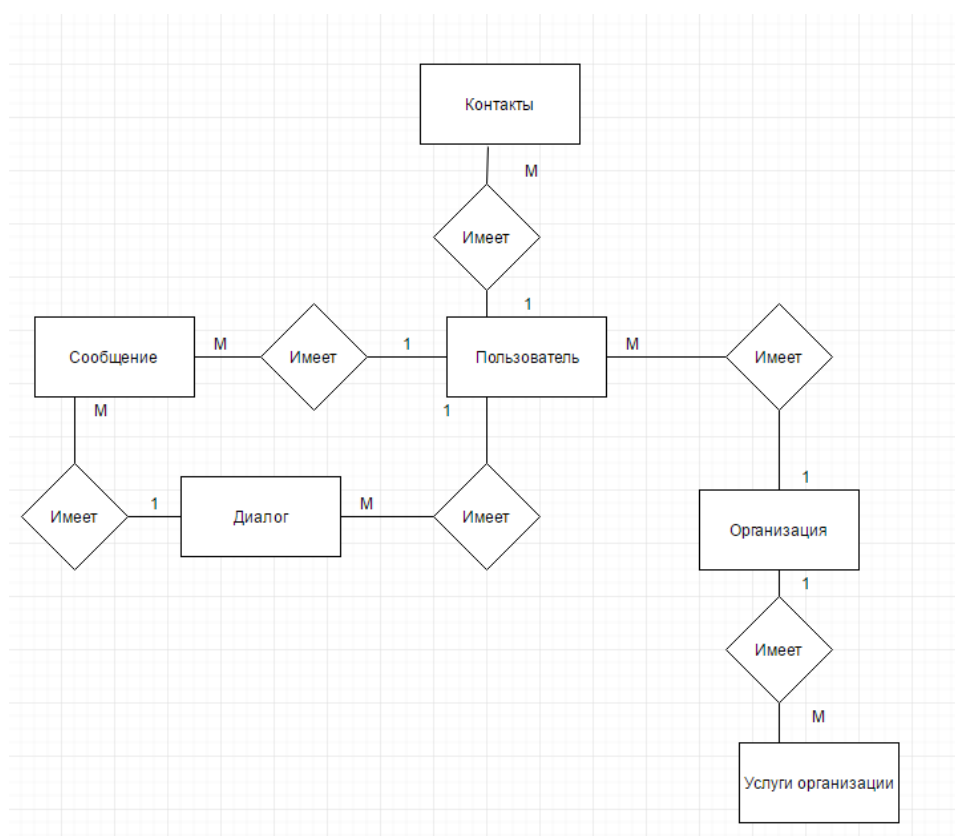 Контакты
М
Имеет
1
Сообщение
М
Имеет
1
Пользователь
М
Имеет
М
1
Имеет
1
Диалог
М
Имеет
1
Организация
1
Имеет
М
Услуги организации